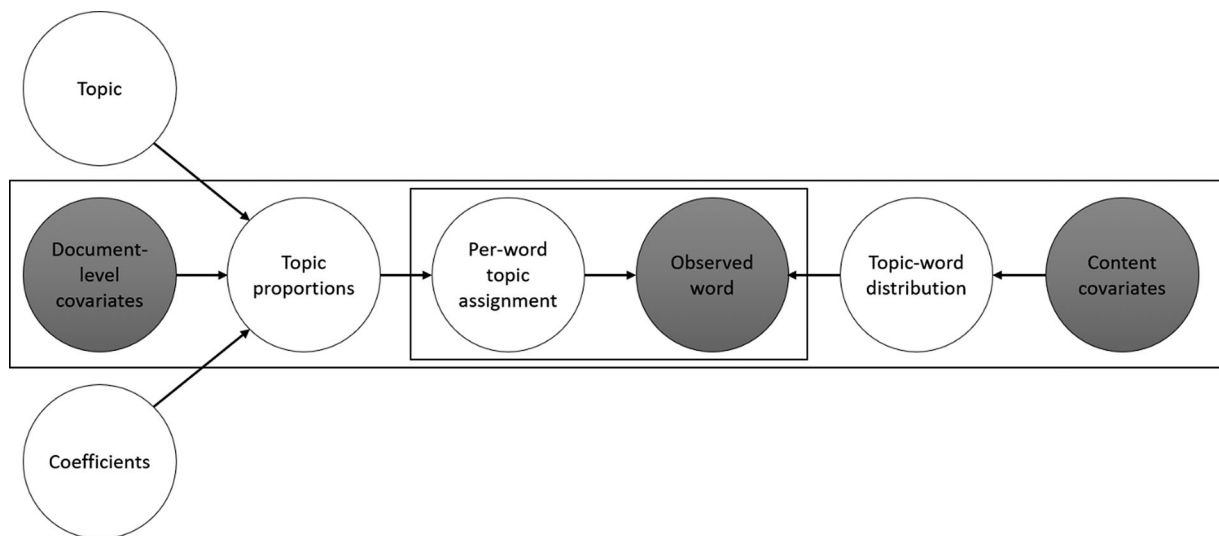 Topic
Document-
level
covariates
Topic
proportions
Per-word
topic
assignment
Observed
word
Topic-word
distribution
Content
covariates
Coefficients